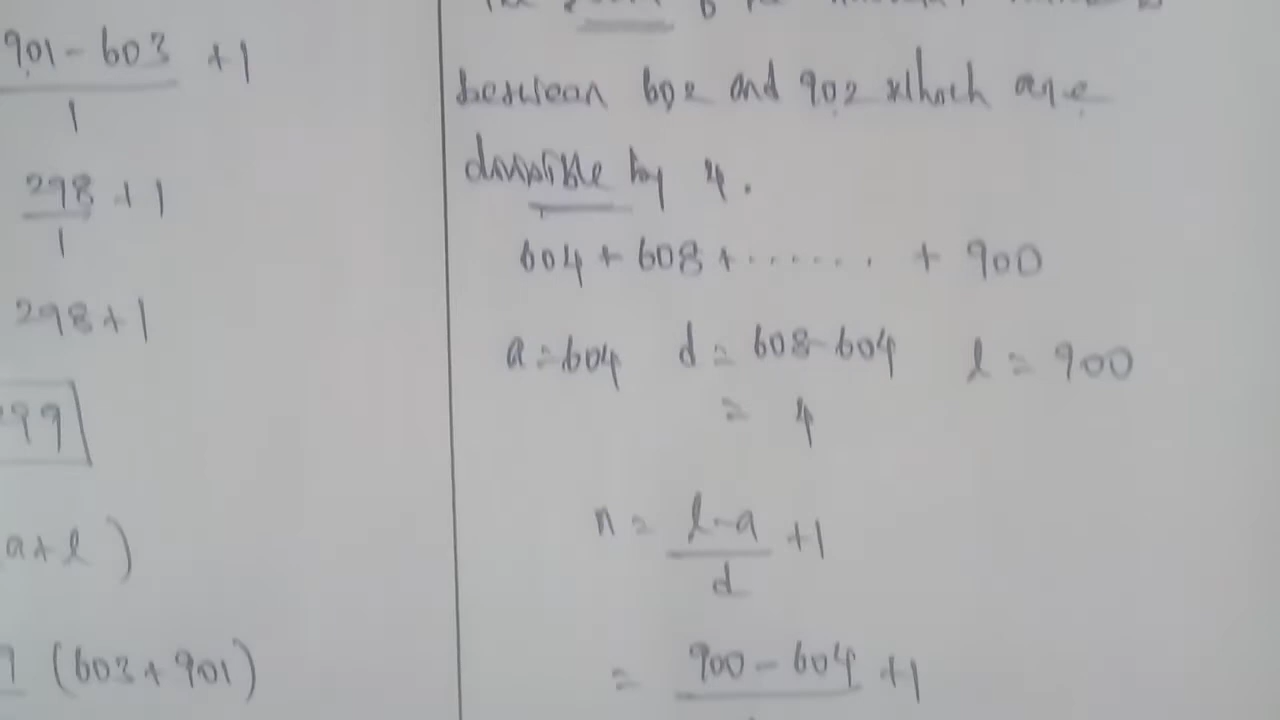 901 - 603 + 1
1
298 + 1
1
298 + 1
299
a + l )
(603 + 901)
between 602 and 902 which are
divisible by 4.
604 + 608 + ....... + 900
a = 604 d = 608 - 604 l = 900
= 4
n = l - a + 1
d
= 900 - 604 + 1